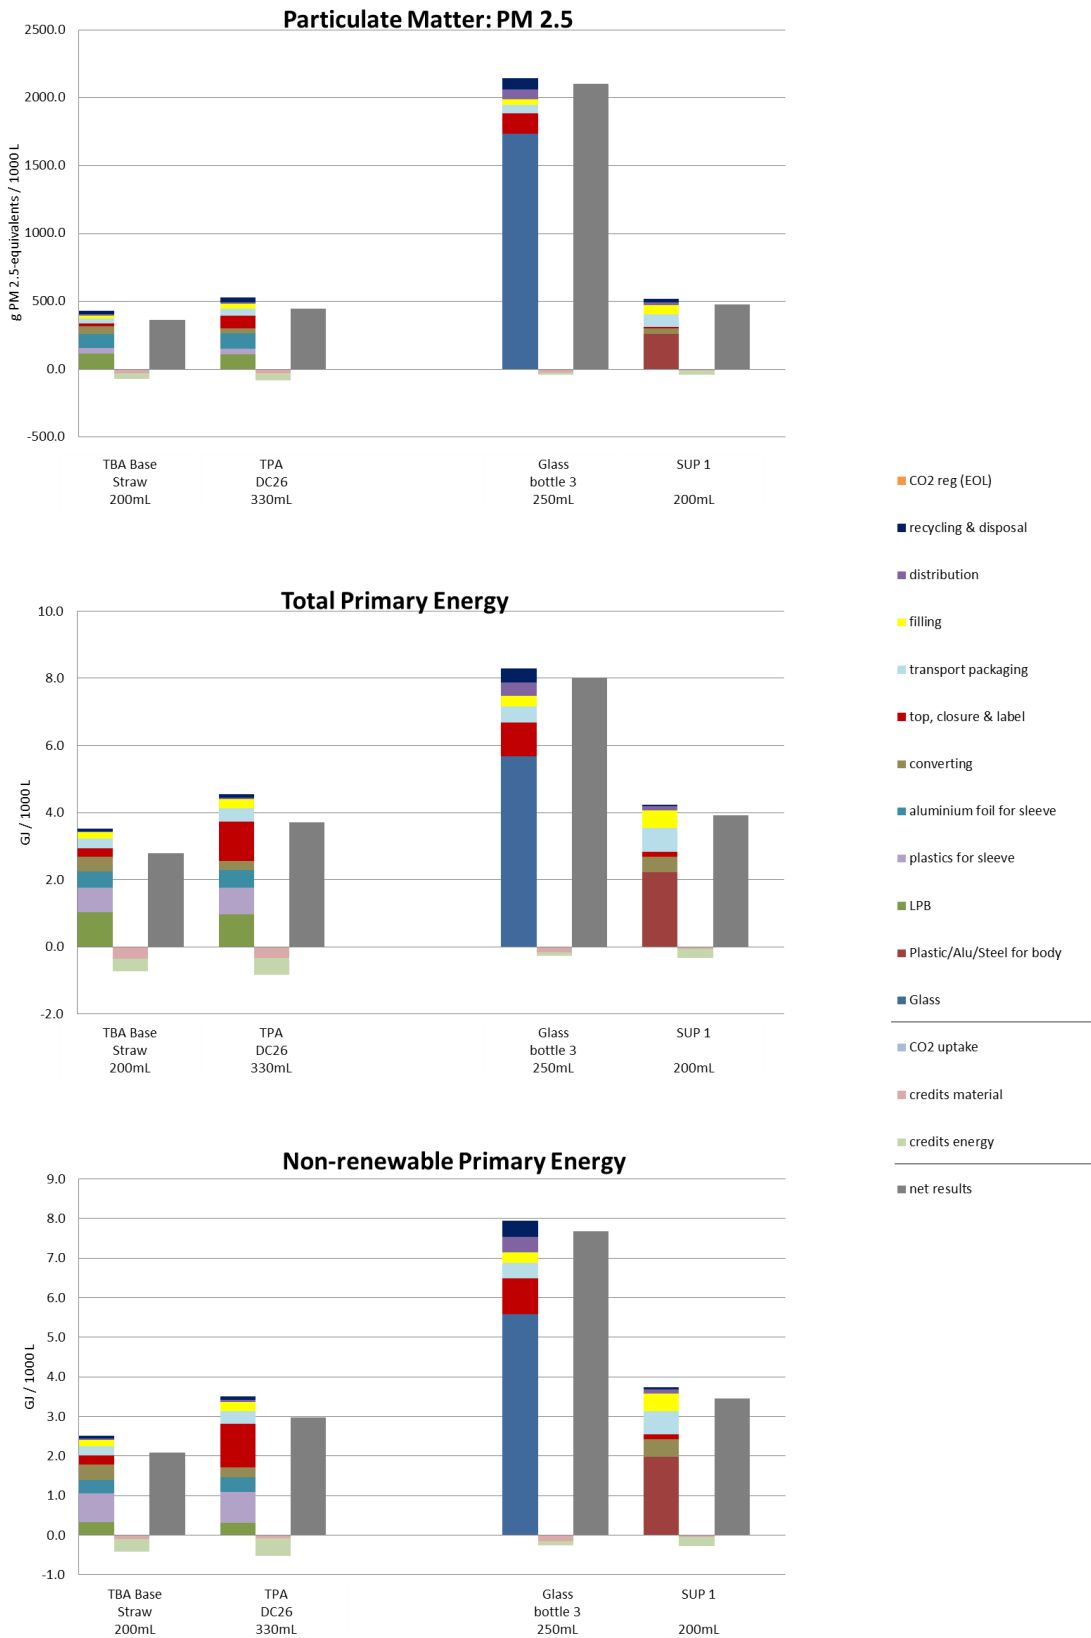 Particulate Matter: PM 2.5
2500.0
2000.0
1500.0
1000.0
500.0
0.0
-500.0
g PM 2.5-equivalents / 1000 L
TBA Base
Straw
200mL
TPA
DC26
330mL
Glass
bottle 3
250mL
SUP 1
200mL
Total Primary Energy
10.0
8.0
6.0
4.0
2.0
0.0
-2.0
GJ / 1000 L
TBA Base
Straw
200mL
TPA
DC26
330mL
Glass
bottle 3
250mL
SUP 1
200mL
Non-renewable Primary Energy
9.0
8.0
7.0
6.0
5.0
4.0
3.0
2.0
1.0
0.0
-1.0
GJ / 1000 L
TBA Base
Straw
200mL
TPA
DC26
330mL
Glass
bottle 3
250mL
SUP 1
200mL
CO2 reg (EOL)
recycling & disposal
distribution
filling
transport packaging
top, closure & label
converting
aluminium foil for sleeve
plastics for sleeve
LPB
Plastic/Alu/Steel for body
Glass
CO2 uptake
credits material
credits energy
net results